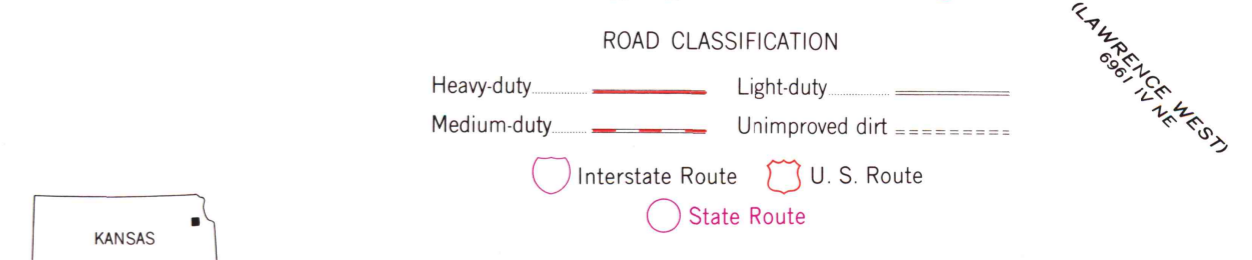 ROAD CLASSIFICATION
Heavy-duty
Light-duty
Medium-duty
Unimproved dirt
Interstate Route
U. S. Route
State Route
(LAWRENCE WEST)
6961 IV NE
KANSAS